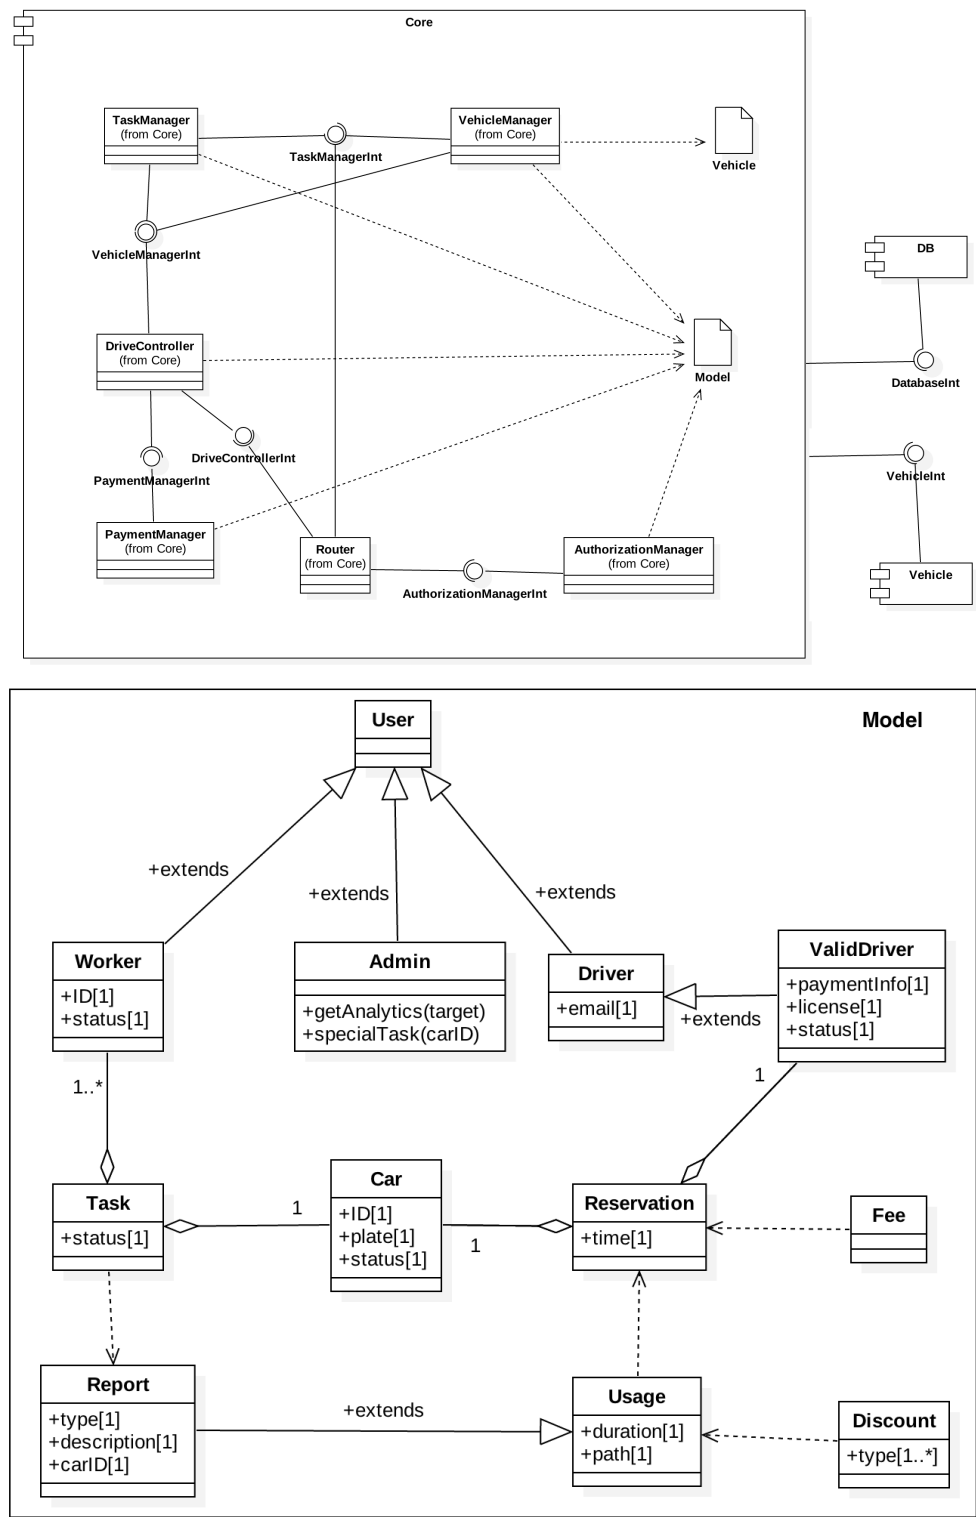 Core
TaskManager
(from Core)
TaskManagerInt
VehicleManager
(from Core)
Vehicle
VehicleManagerInt
DB
DriveController
(from Core)
Model
DatabaseInt
DriveControllerInt
PaymentManagerInt
VehicleInt
PaymentManager
(from Core)
Router
(from Core)
AuthorizationManagerInt
AuthorizationManager
(from Core)
Vehicle
Model
User
+extends
+extends
+extends
Worker
+ID[1]
+status[1]
Admin
+getAnalytics(target)
+specialTask(carID)
Driver
+email[1]
+extends
ValidDriver
+paymentInfo[1]
+license[1]
+status[1]
1..*
1
Task
+status[1]
1
Car
+ID[1]
+plate[1]
+status[1]
1
Reservation
+time[1]
Fee
Report
+type[1]
+description[1]
+carID[1]
+extends
Usage
+duration[1]
+path[1]
Discount
+type[1..*]